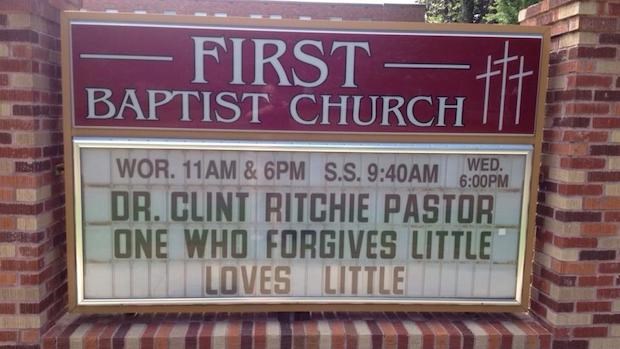 FIRST
BAPTIST CHURCH
WOR. 11AM & 6PM S.S. 9:40AM WED. 6:00PM
DR. CLINT RITCHIE PASTOR
ONE WHO FORGIVES LITTLE
LOVES LITTLE